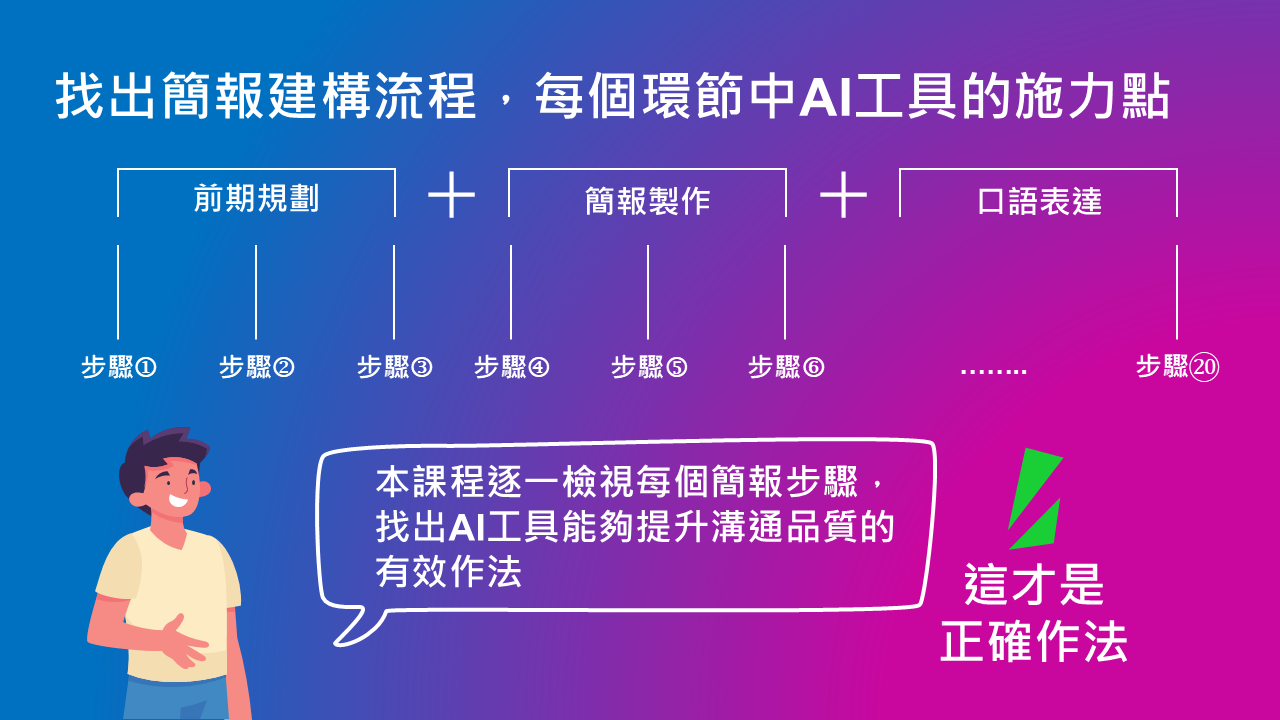 找出簡報建構流程，每個環節中AI工具的施力點
前期規劃
簡報製作
口語表達
步驟①
步驟②
步驟③
步驟④
步驟⑤
步驟⑥
........
步驟⑳
本課程逐一檢視每個簡報步驟，
找出AI工具能夠提升溝通品質的
有效作法
這才是
正確作法